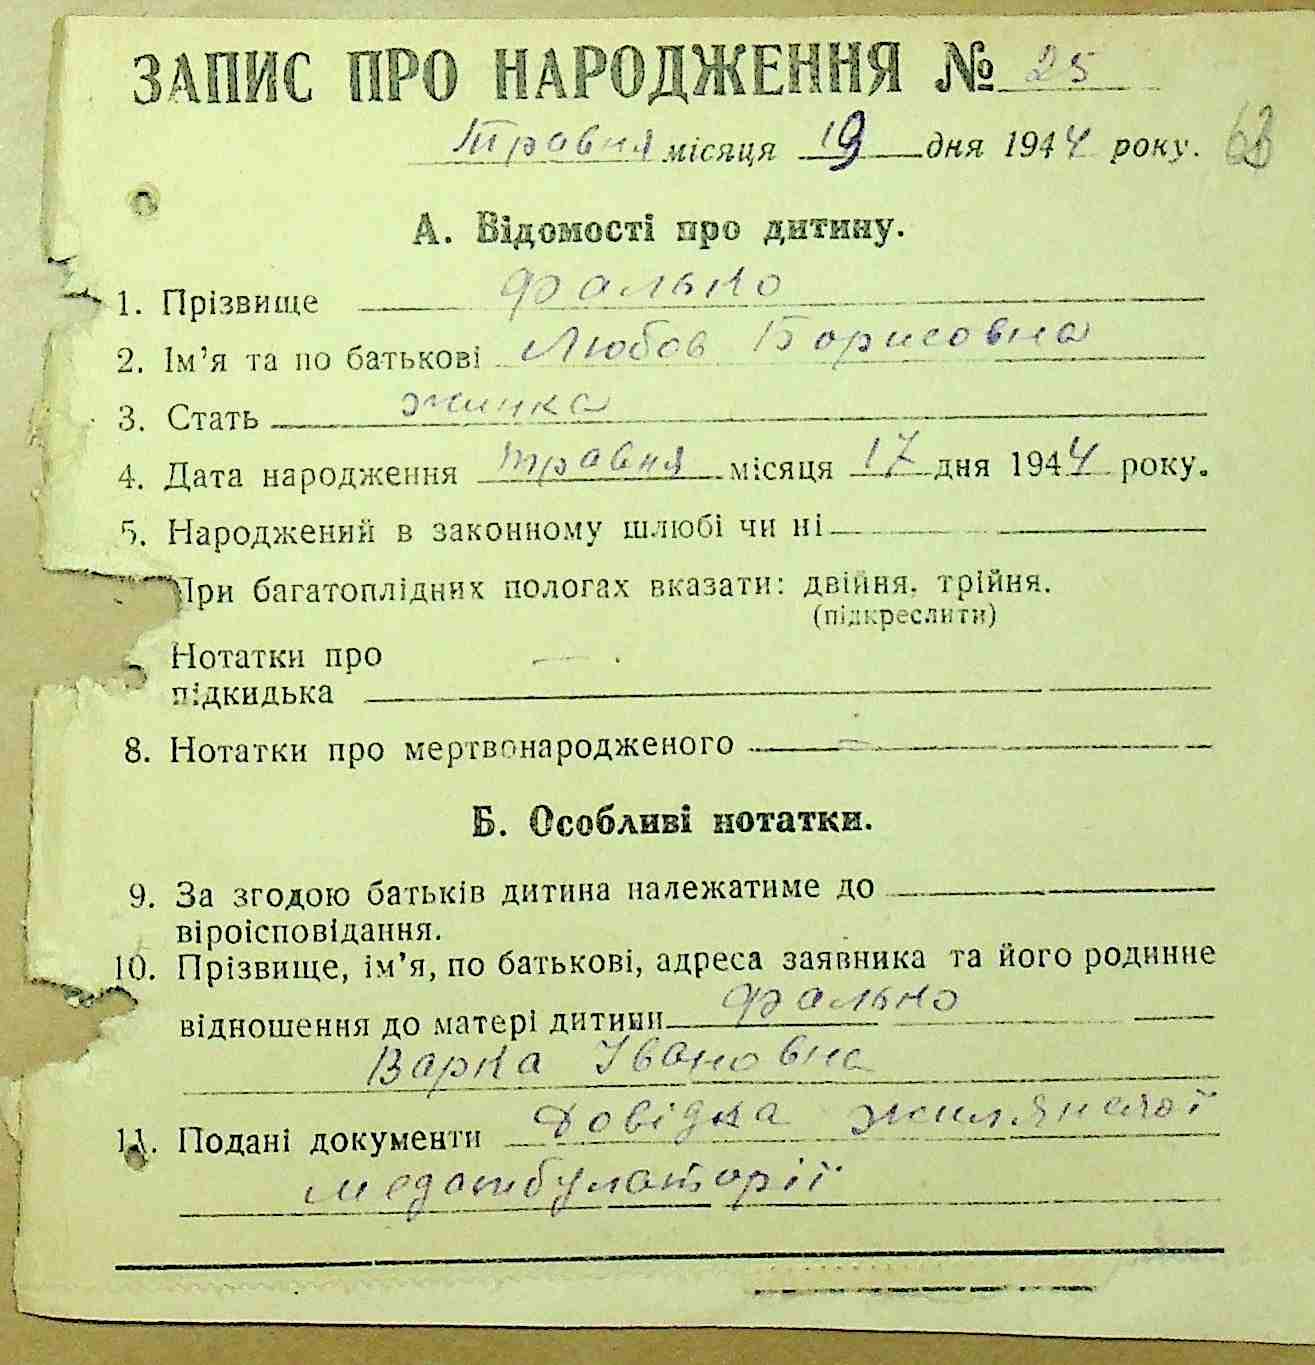 ЗАПИС ПРО НАРОДЖЕННЯ № 25
травня місяця 19 дня 1944 року. 63
А. Відомості про дитину.
1. Прізвище Фалько
2. Ім’я та по батькові Любов Борисовна
3. Стать жинка
4. Дата народження травня місяця 17 дня 1944 року.
5. Народжений в законному шлюбі чи ні
При багатоплідних пологах вказати: двійня, трійня.
(підкреслити)
Нотатки про —
підкидька
8. Нотатки про мертвонародженого —
Б. Особливі нотатки.
9. За згодою батьків дитина належатиме до
віроісповідання.
10. Прізвище, ім’я, по батькові, адреса заявника та його родинне
відношення до матері дитини Фалько
Варка Івановна
11. Подані документи Довідка
медамбулаторії